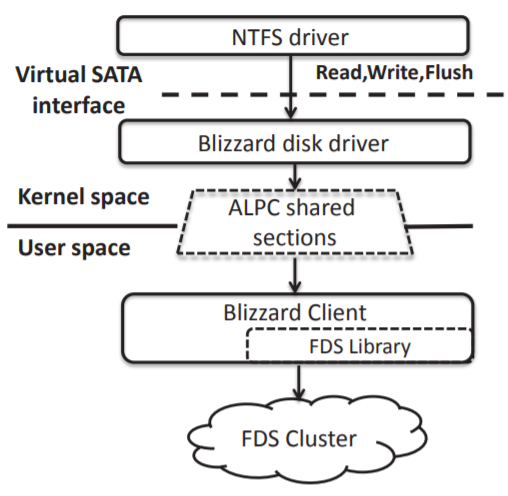 NTFS driver
Virtual SATA
interface
Read,Write,Flush
Blizzard disk driver
Kernel space
ALPC shared
sections
User space
Blizzard Client
FDS Library
FDS Cluster